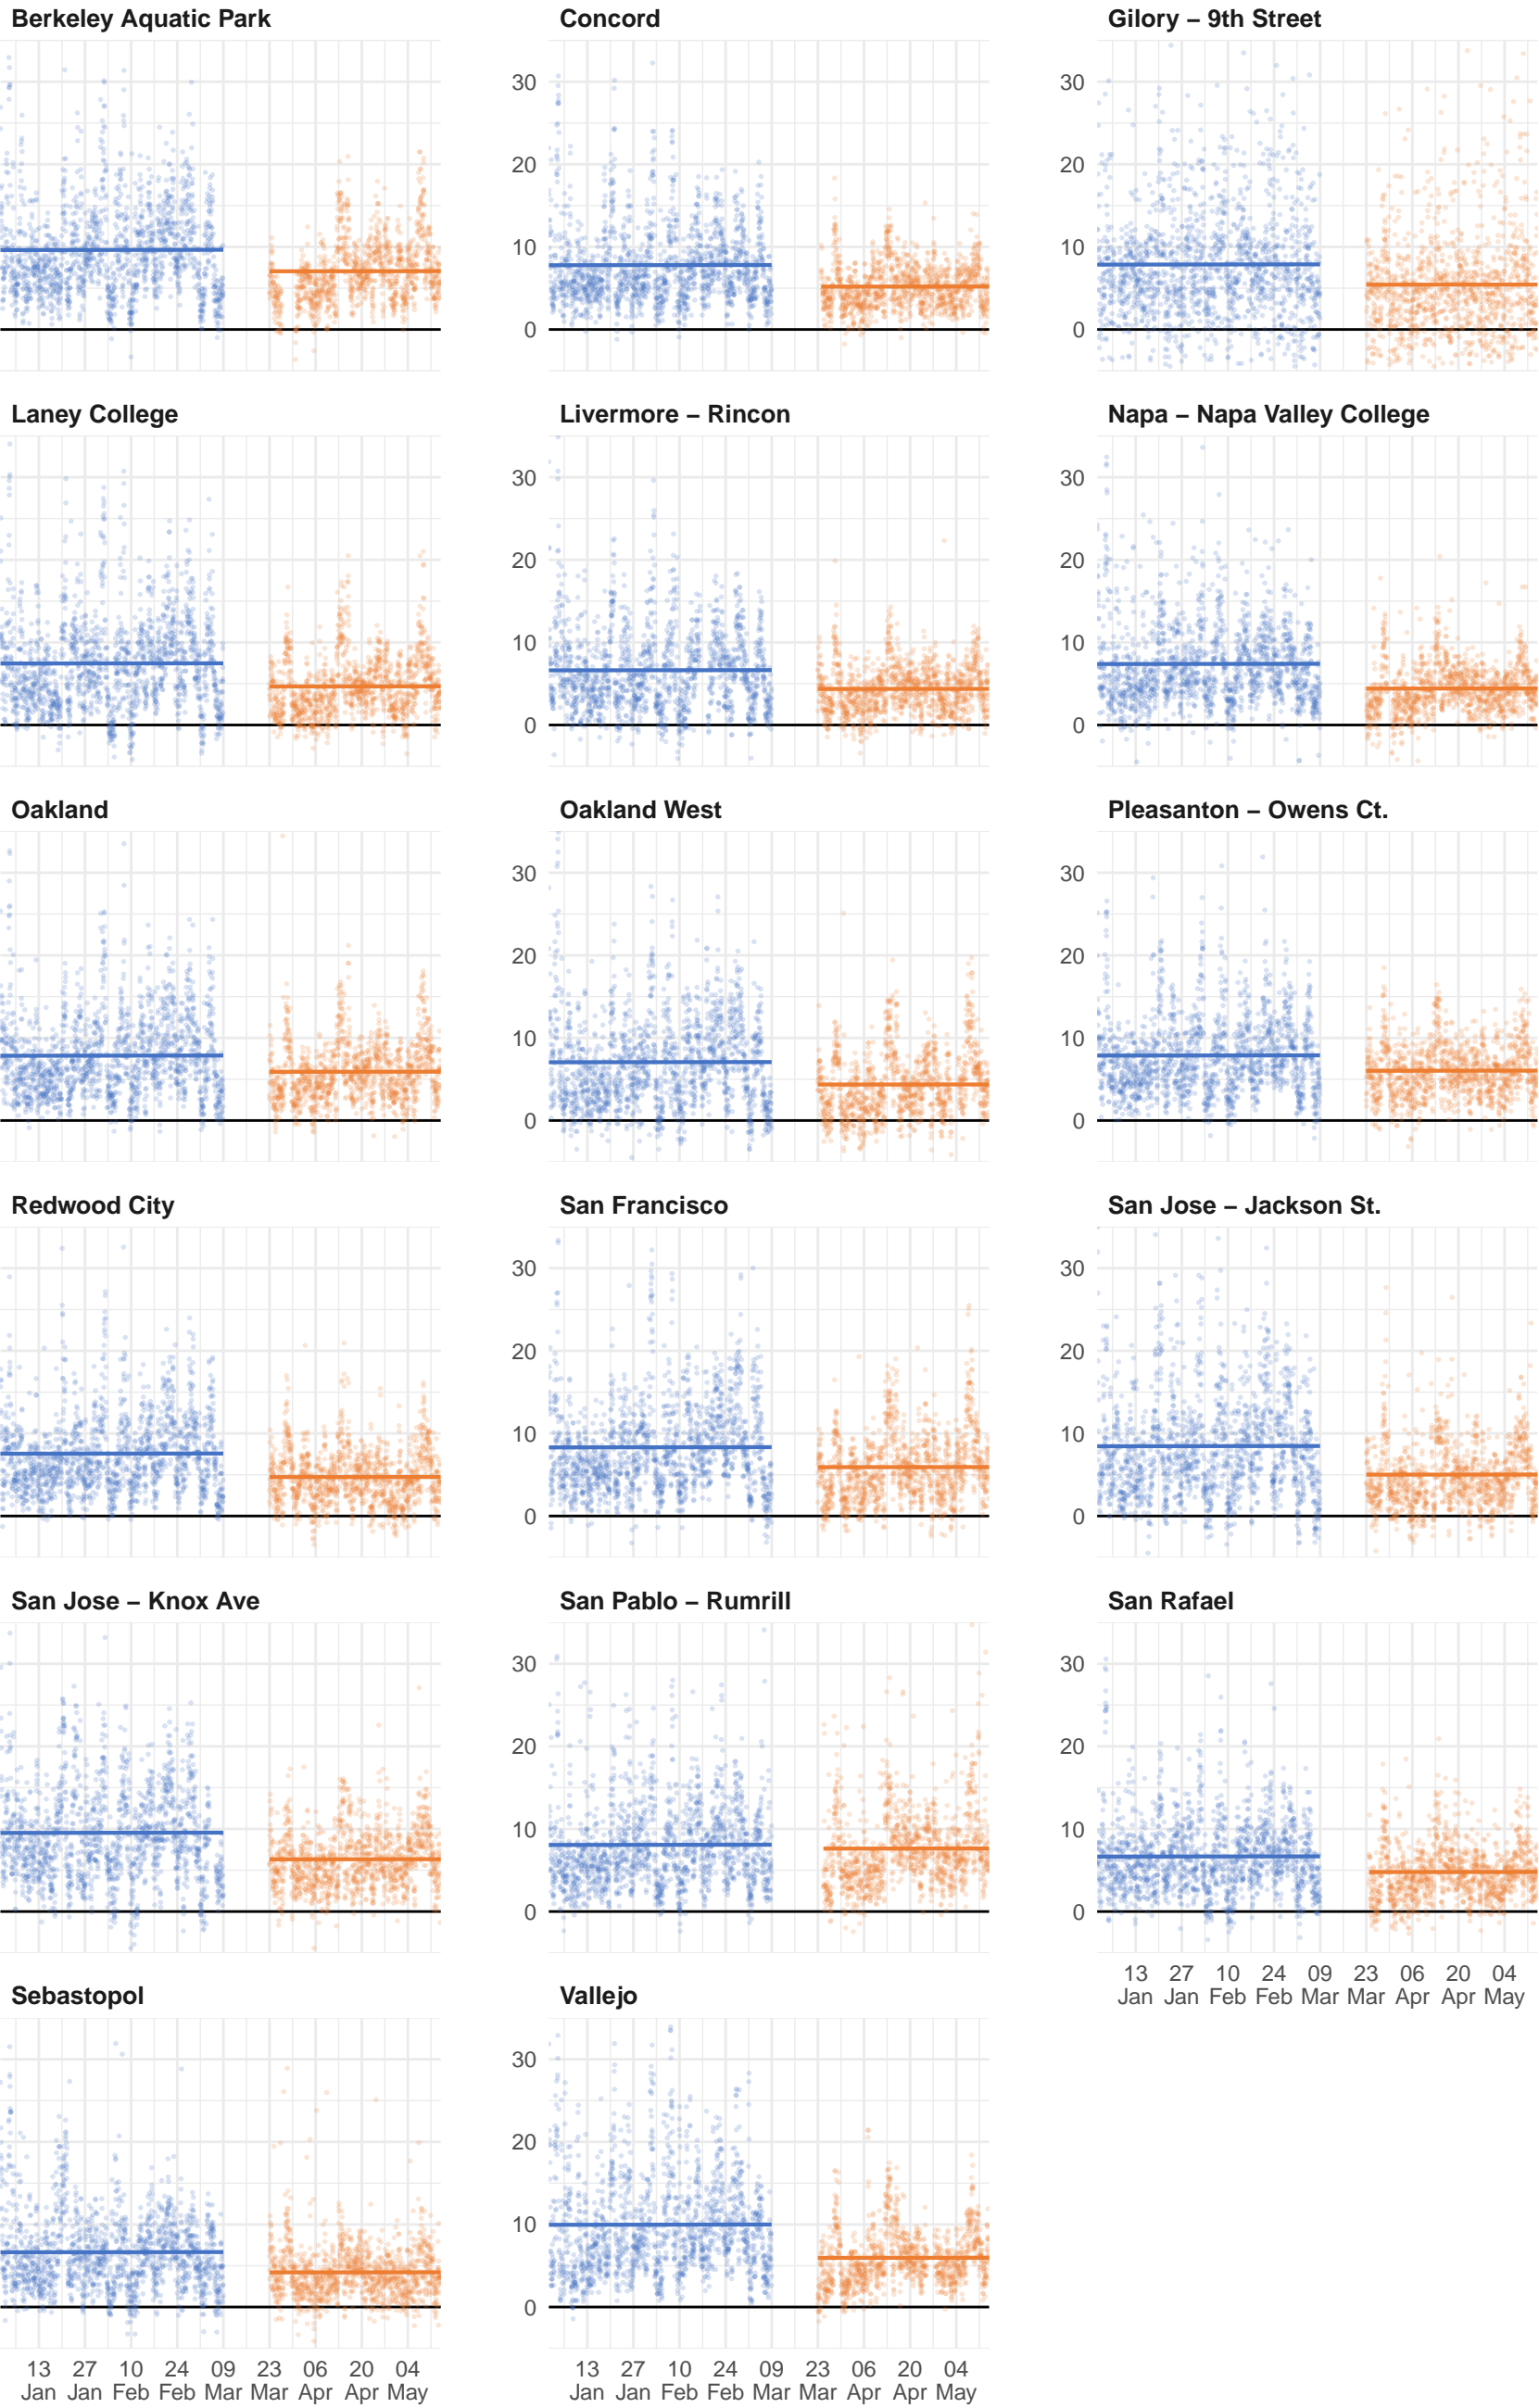 Berkeley Aquatic Park
Concord
Gilory – 9th Street
30
20
10
0
30
20
10
0
Laney College
Livermore – Rincon
Napa – Napa Valley College
30
20
10
0
30
20
10
0
Oakland
Oakland West
Pleasanton – Owens Ct.
30
20
10
0
30
20
10
0
Redwood City
San Francisco
San Jose – Jackson St.
30
20
10
0
30
20
10
0
San Jose – Knox Ave
San Pablo – Rumrill
San Rafael
30
20
10
0
30
20
10
0
13 27 10 24 09 23 06 20 04
Jan Jan Feb Feb Mar Mar Apr Apr May
Sebastopol
Vallejo
30
20
10
0
13 27 10 24 09 23 06 20 04
Jan Jan Feb Feb Mar Mar Apr Apr May
13 27 10 24 09 23 06 20 04
Jan Jan Feb Feb Mar Mar Apr Apr May